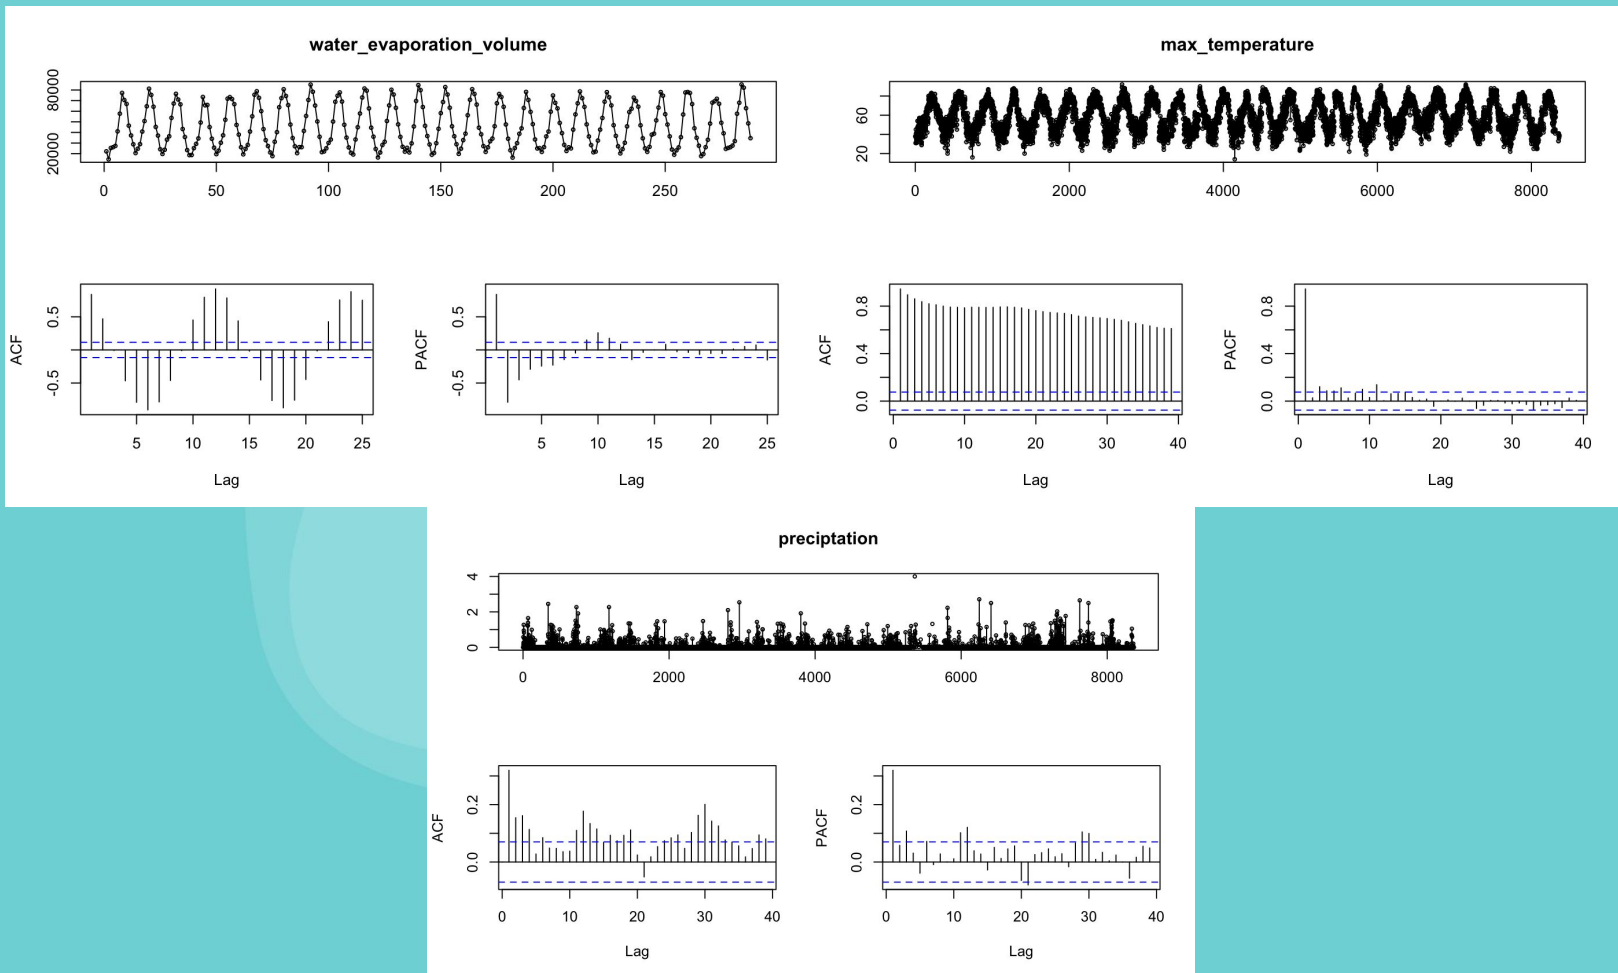 water_evaporation_volume
80000
20000
0 50 100 150 200 250
ACF
0.5
-0.5
5 10 15 20 25
Lag
PACF
0.5
-0.5
5 10 15 20 25
Lag
max_temperature
60
20
0 2000 4000 6000 8000
ACF
0.8
0.4
0.0
0 10 20 30 40
Lag
PACF
0.8
0.4
0.0
0 10 20 30 40
Lag
preciptation
4
2
0
0 2000 4000 6000 8000
ACF
0.2
0.0
0 10 20 30 40
Lag
PACF
0.2
0.0
0 10 20 30 40
Lag